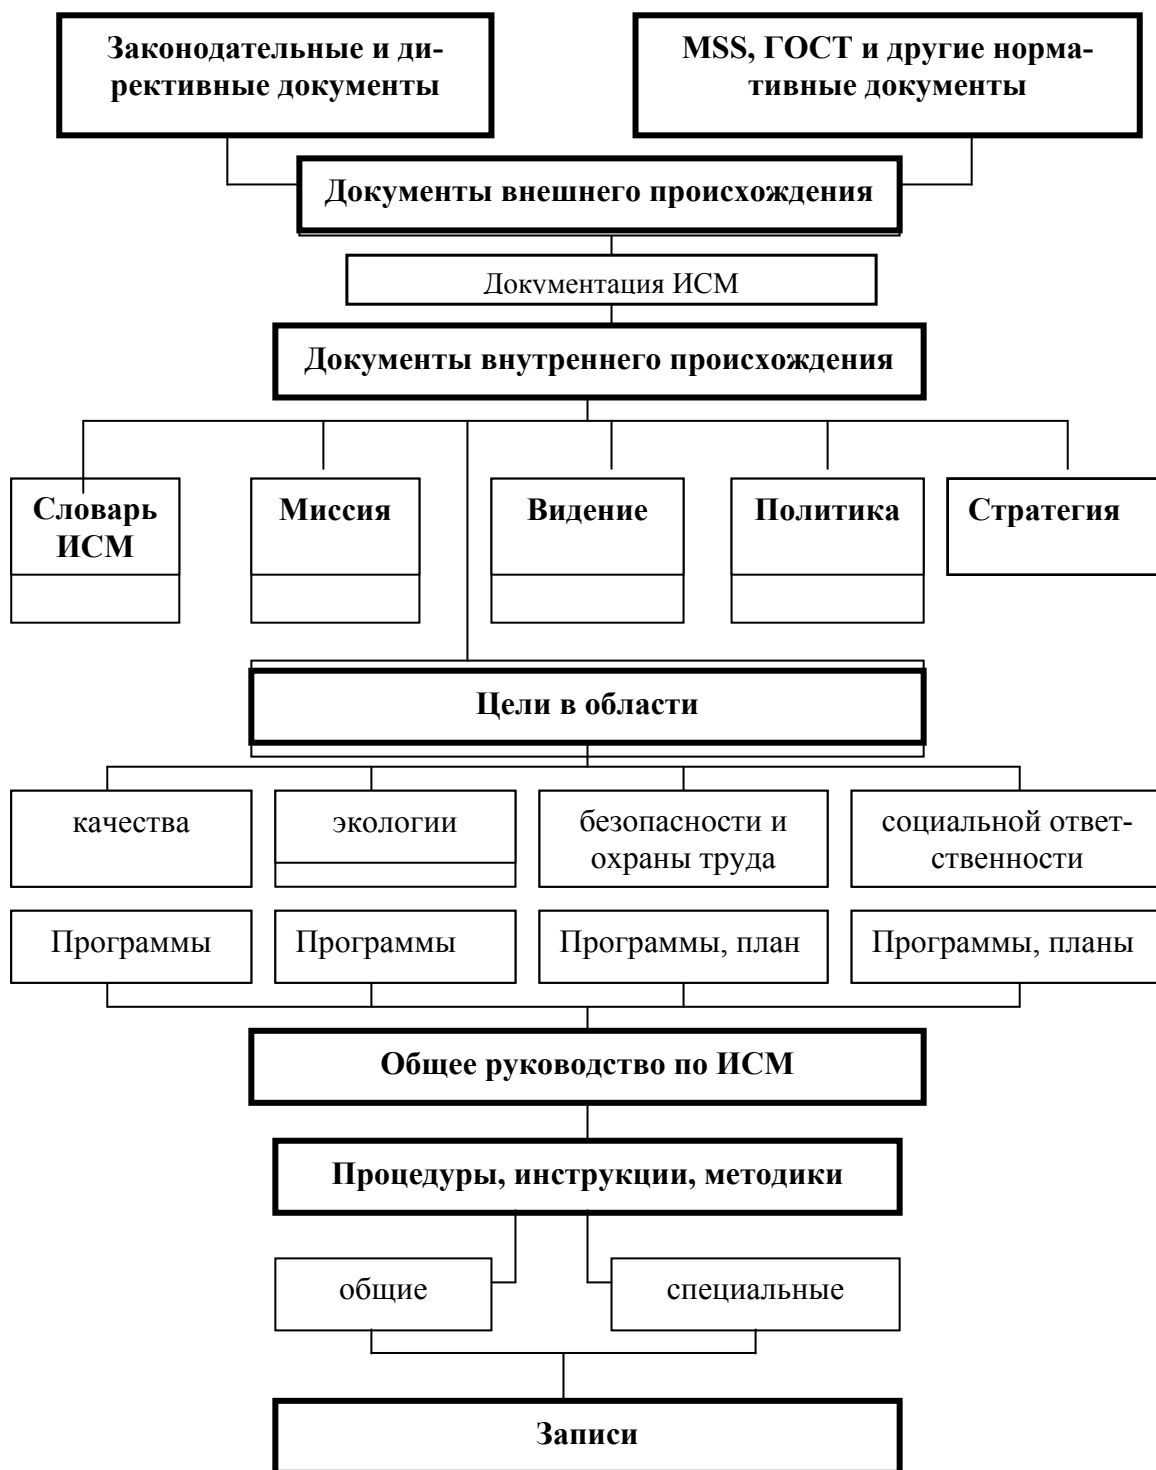 Законодательные и ди-
рективные документы
MSS, ГОСТ и другие норма-
тивные документы
Документы внешнего происхождения
Документация ИСМ
Документы внутреннего происхождения
Словарь
ИСМ
Миссия
Видение
Политика
Стратегия
Цели в области
качества
экологии
безопасности и
охраны труда
социальной ответ-
ственности
Программы
Программы
Программы, план
Программы, планы
Общее руководство по ИСМ
Процедуры, инструкции, методики
общие
специальные
Записи